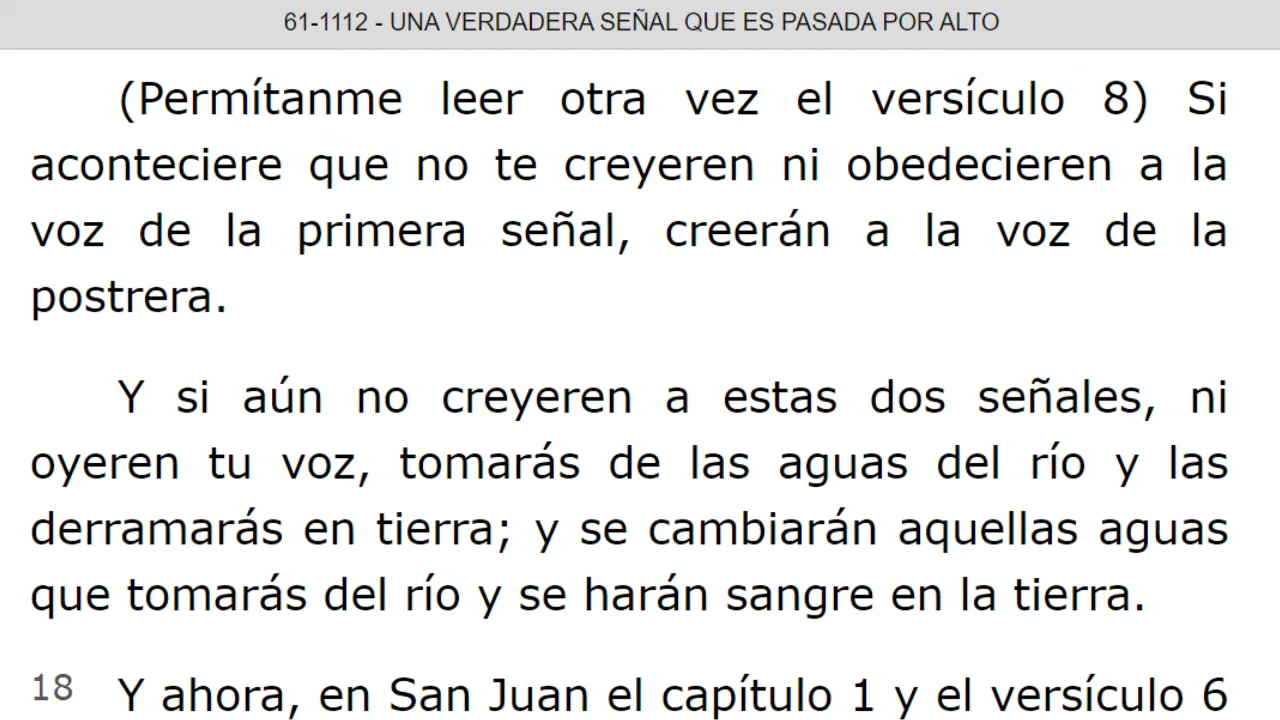 61-1112 - UNA VERDADERA SEÑAL QUE ES PASADA POR ALTO
(Permítanme leer otra vez el versículo 8) Si
aconteciere que no te creyeren ni obedecieren a la
voz de la primera señal, creerán a la voz de la
postrera.
Y si aún no creyeren a estas dos señales, ni
oyeren tu voz, tomarás de las aguas del río y las
derramarás en tierra; y se cambiarán aquellas aguas
que tomarás del río y se harán sangre en la tierra.
18 Y ahora, en San Juan el capítulo 1 y el versículo 6